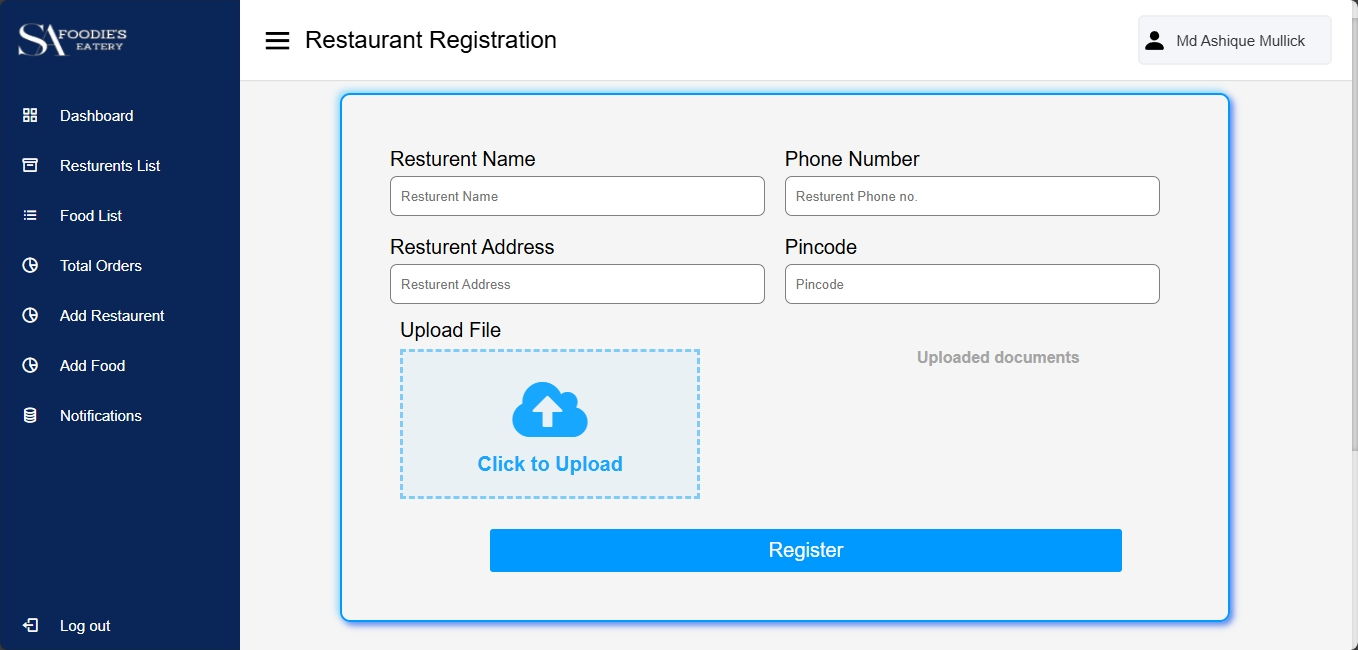 SA FOODIE'S
EATERY
Restaurant Registration
Md Ashique Mullick
Dashboard
Resturents List
Food List
Total Orders
Add Restaurent
Add Food
Notifications
Log out
Resturent Name
Phone Number
Resturent Name
Resturent Phone no.
Resturent Address
Pincode
Resturent Address
Pincode
Upload File
Uploaded documents
Click to Upload
Register